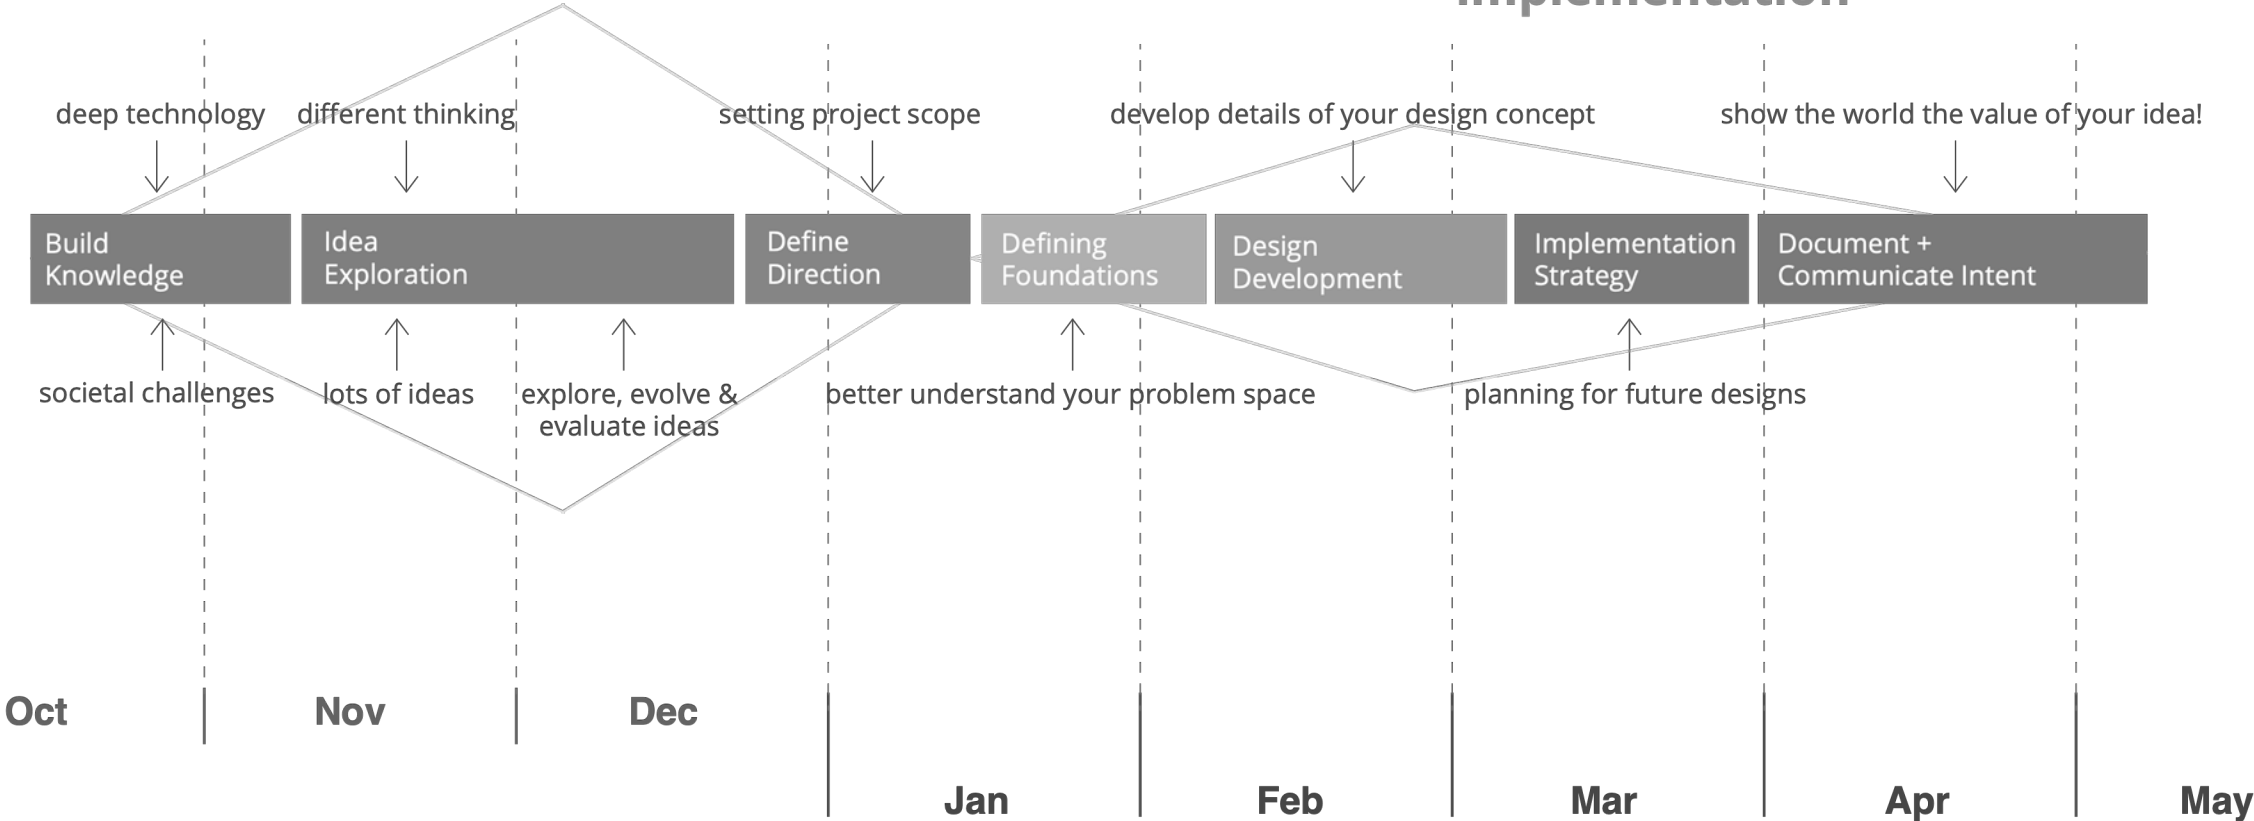 Implementation
deep technology
different thinking
setting project scope
develop details of your design concept
show the world the value of your idea!
Build
Knowledge
Idea
Exploration
Define
Direction
Defining
Foundations
Design
Development
Implementation
Strategy
Document +
Communicate Intent
societal challenges
lots of ideas
explore, evolve &
evaluate ideas
better understand your problem space
planning for future designs
Oct
Nov
Dec
Jan
Feb
Mar
Apr
May